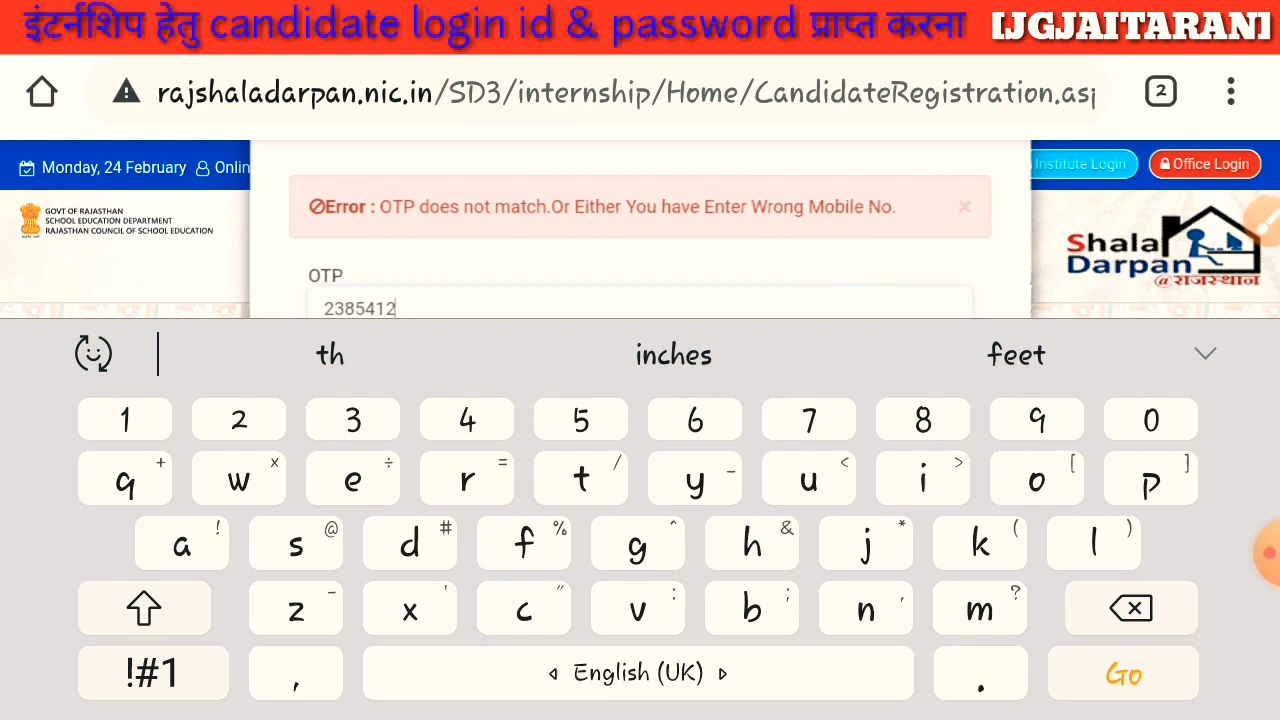 इंटर्नशिप हेतु candidate login id & password प्राप्त करना [JGJAITARAN]
rajshaladarpan.nic.in/SD3/internship/Home/CandidateRegistration.asp
2
Monday, 24 February Onlin
Institute Login
Office Login
GOVT OF RAJASTHAN
SCHOOL EDUCATION DEPARTMENT
RAJASTHAN COUNCIL OF SCHOOL EDUCATION
Error : OTP does not match.Or Either You have Enter Wrong Mobile No. ×
Shala
Darpan
@राजस्थान
OTP
2385412
th inches feet
1 2 3 4 5 6 7 8 9 0
q + w x e ÷ r = t / y _ u < i > o [ p ]
a ! s @ d # f % g ^ h & j * k ( l )
z - x ' c " v : b ; n , m ?
!#1 , English (UK) . Go